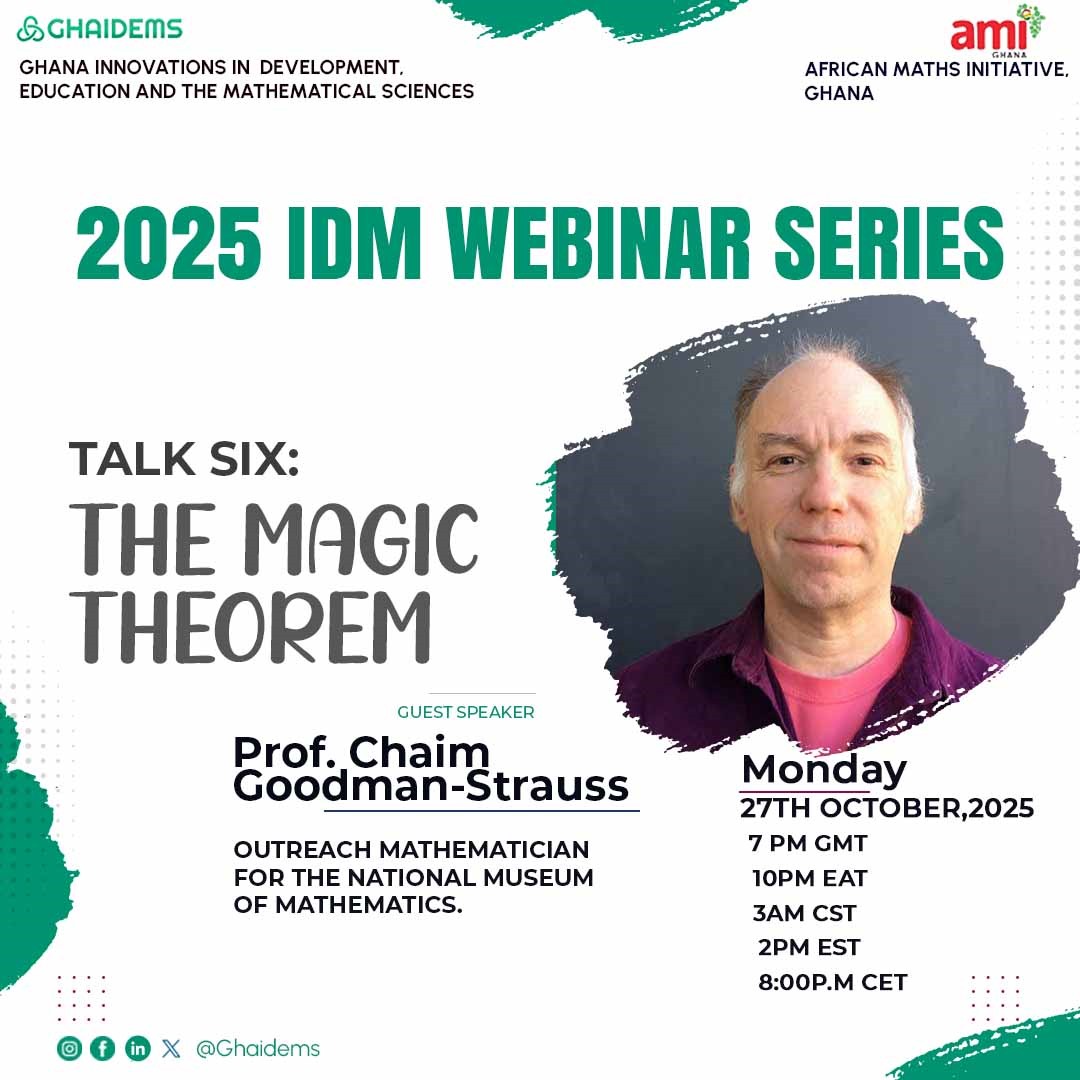 GHAIDEMS
GHANA INNOVATIONS IN DEVELOPMENT,
EDUCATION AND THE MATHEMATICAL SCIENCES
ami
GHANA
AFRICAN MATHS INITIATIVE,
GHANA
2025 IDM WEBINAR SERIES
TALK SIX:
THE MAGIC
THEOREM
GUEST SPEAKER
Prof. Chaim
Goodman-Strauss
OUTREACH MATHEMATICIAN
FOR THE NATIONAL MUSEUM
OF MATHEMATICS.
Monday
27TH OCTOBER,2025
7 PM GMT
10PM EAT
3AM CST
2PM EST
8:00P.M CET
@Ghaidems